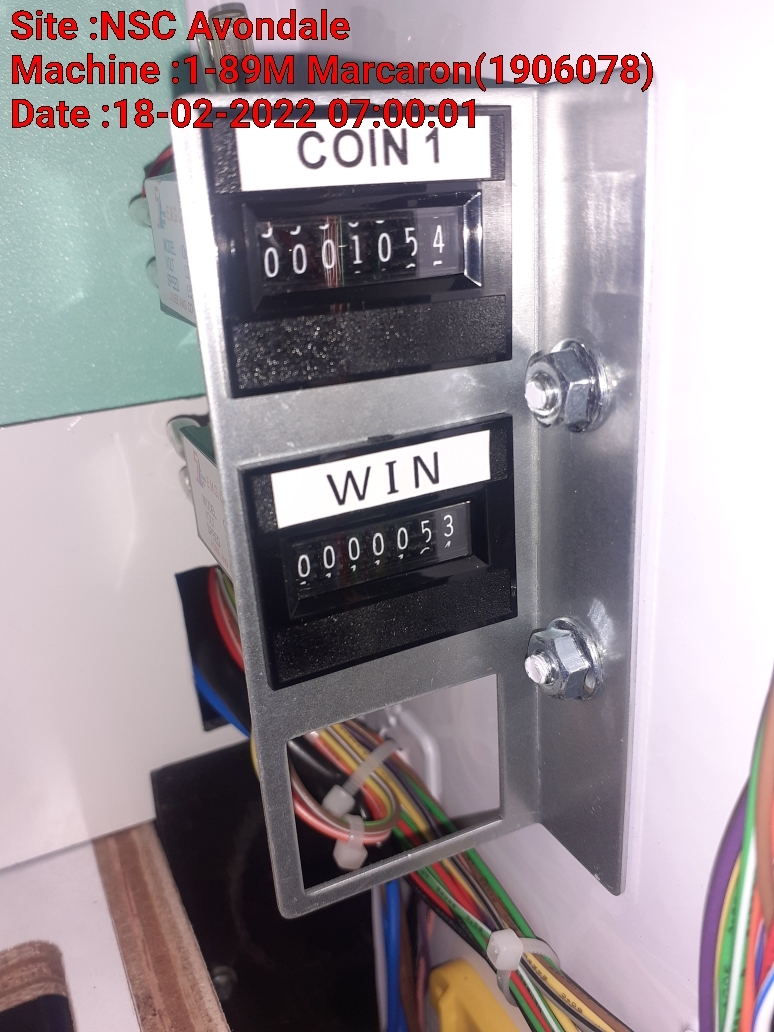 Site :NSC Avondale
Machine :1-89M Marcaron(1906078)
Date :18-02-2022 07:00:01
COIN 1
0001054
WIN
0000053